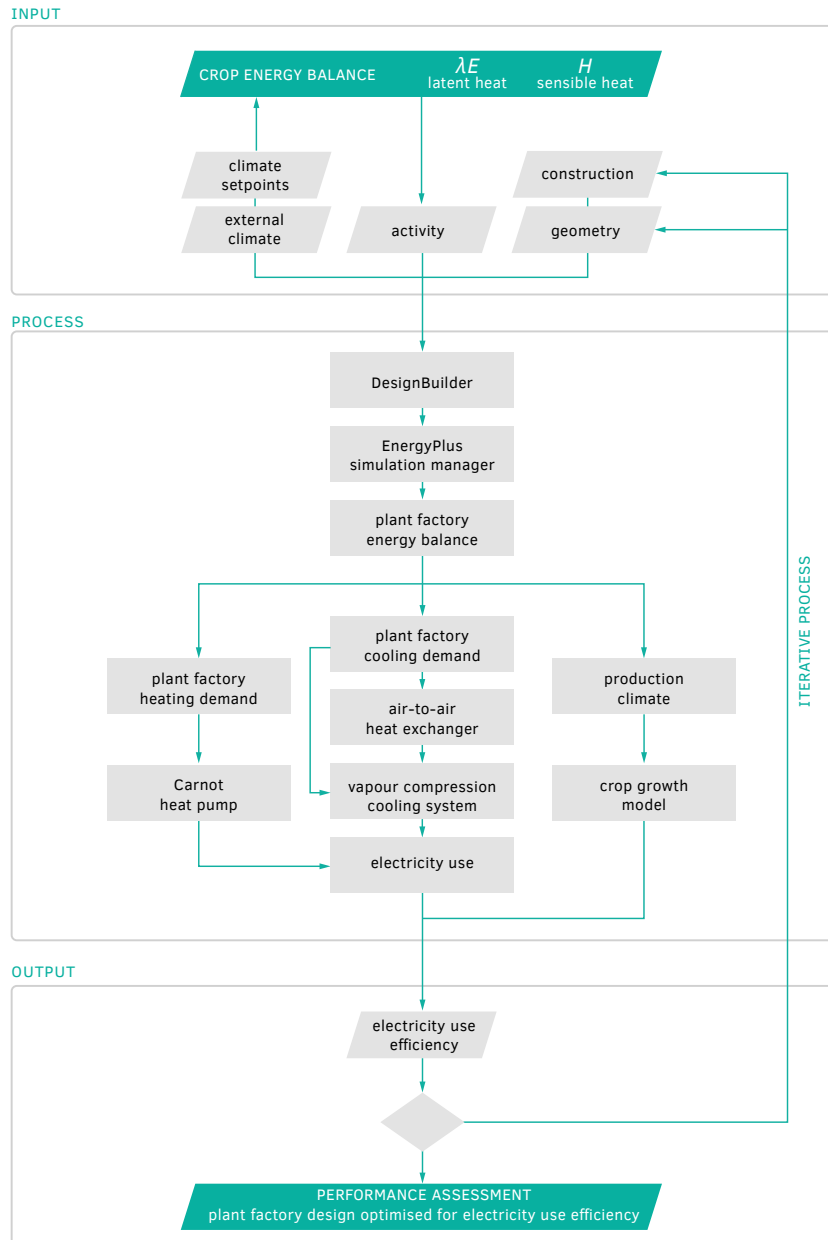 INPUT
CROP ENERGY BALANCE
λE
latent heat
H
sensible heat
climate
setpoints
construction
external
climate
activity
geometry
PROCESS
DesignBuilder
EnergyPlus
simulation manager
plant factory
energy balance
ITERATIVE PROCESS
plant factory
cooling demand
plant factory
heating demand
production
climate
air-to-air
heat exchanger
Carnot
heat pump
vapour compression
cooling system
crop growth
model
electricity use
OUTPUT
electricity use
efficiency
PERFORMANCE ASSESSMENT
plant factory design optimised for electricity use efficiency